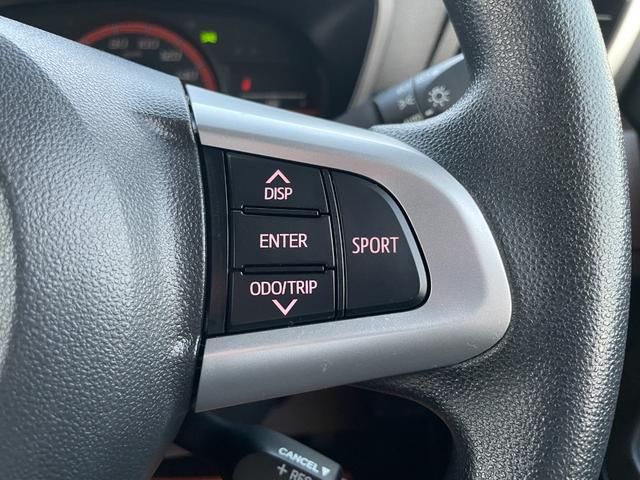 DISP
ENTER
SPORT
ODO/TRIP
CANCEL
+RES